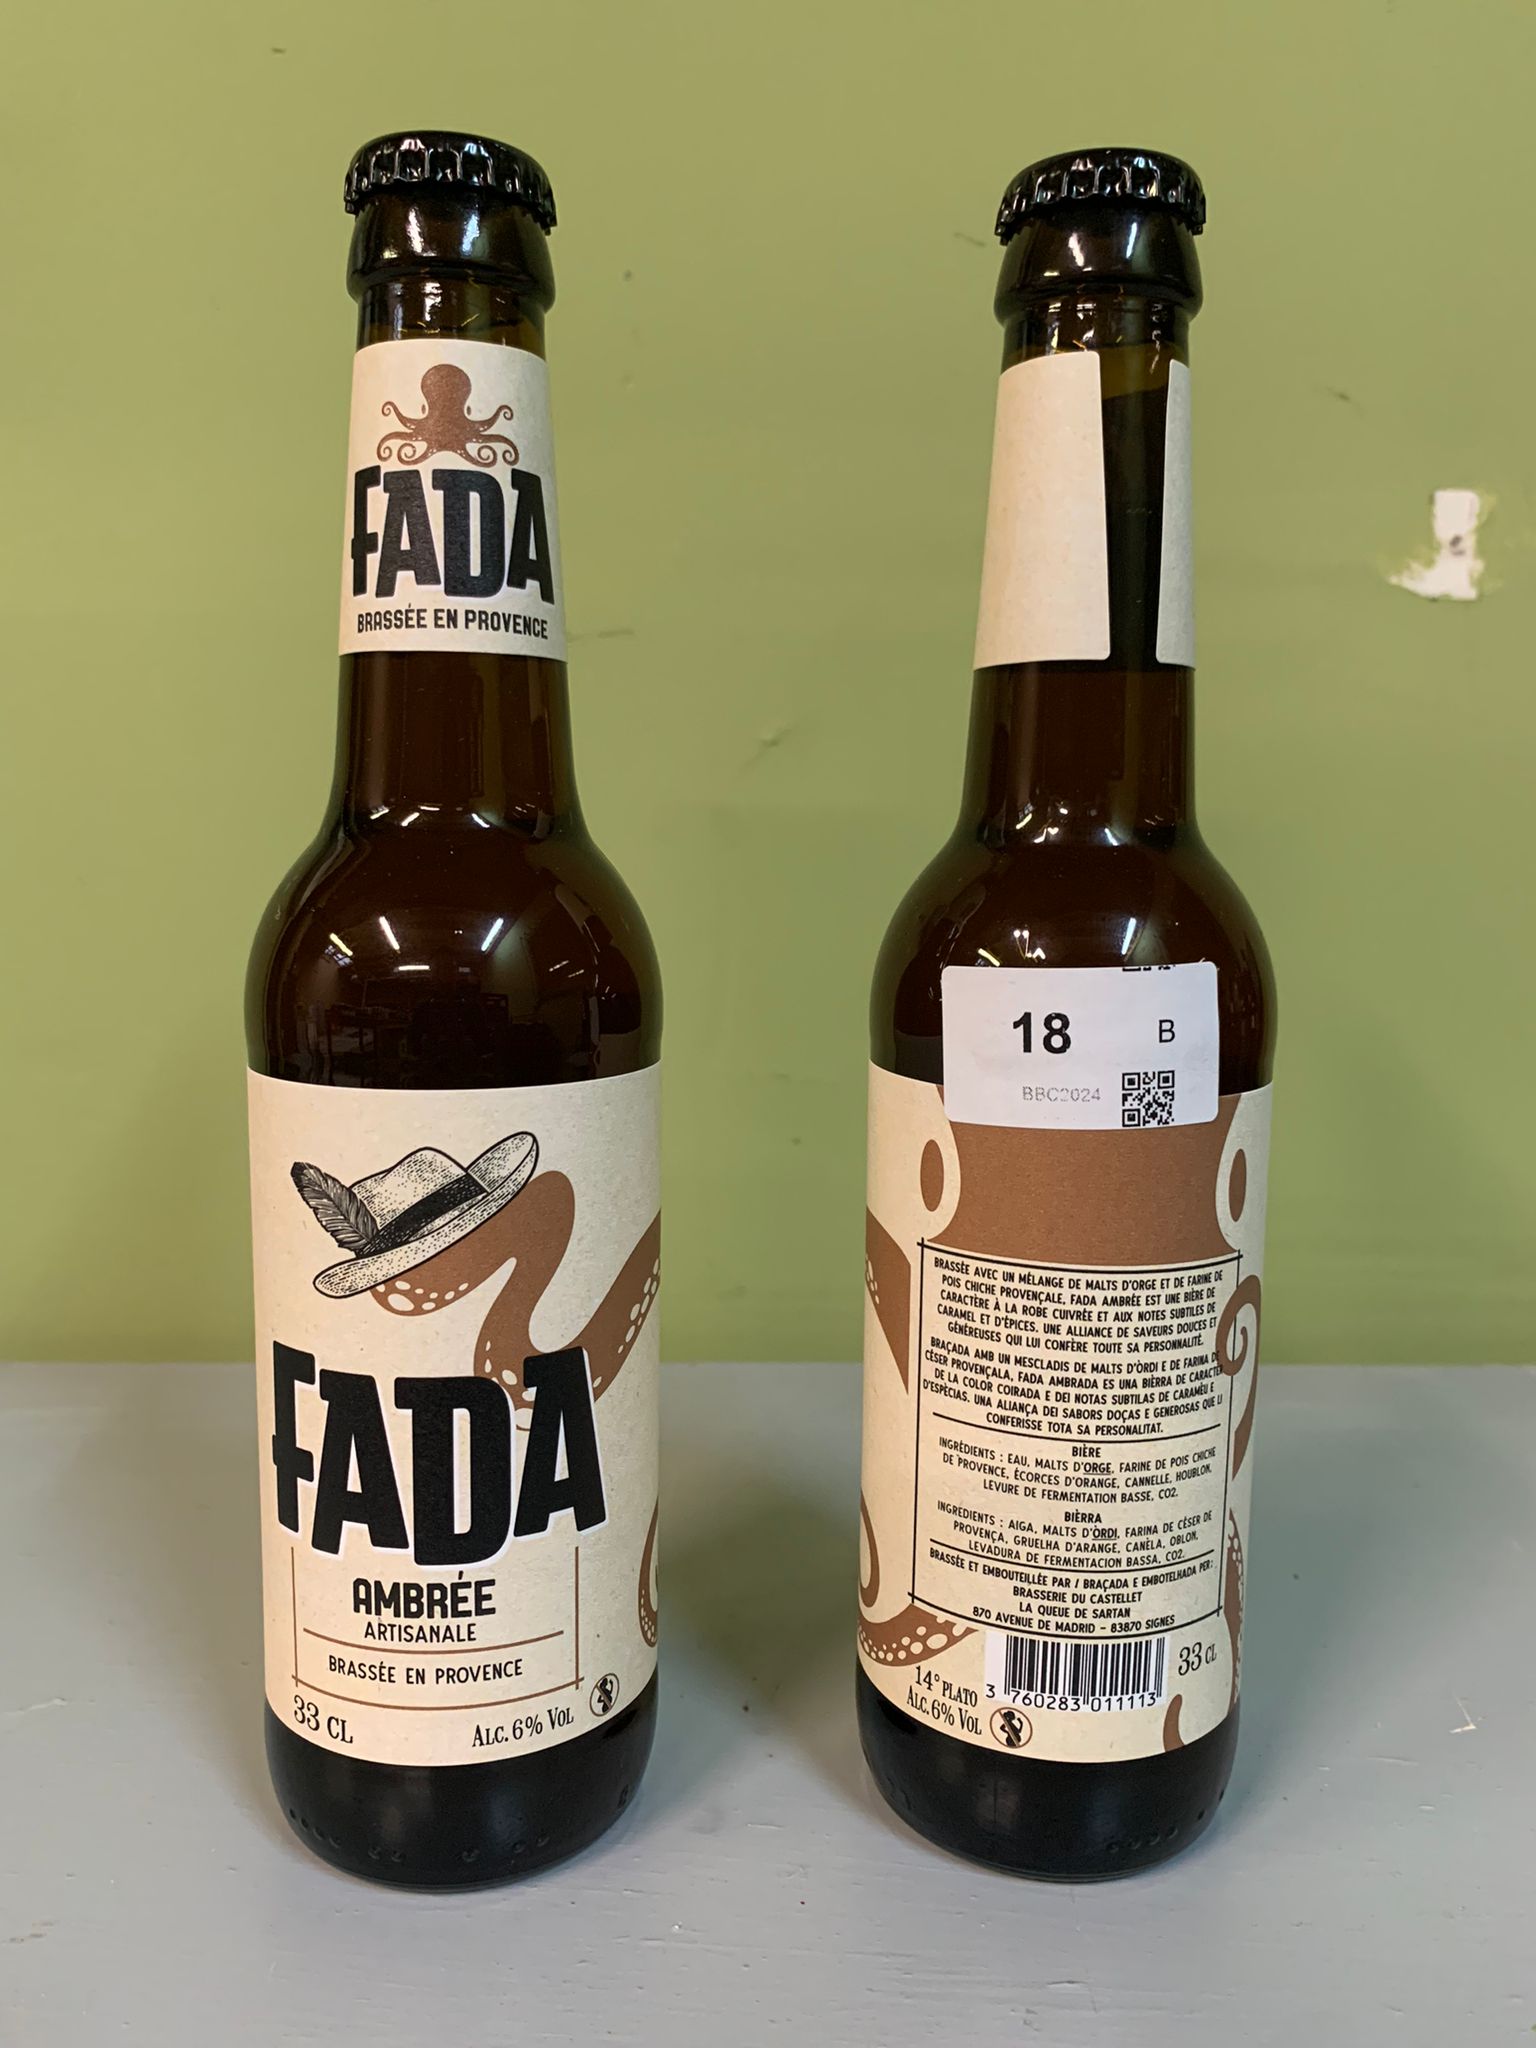 FADA
BRASSÉE EN PROVENCE
FADA
AMBRÉE
ARTISANALE
BRASSÉE EN PROVENCE
33 CL
ALC. 6% VOL
18
B
BBC2024
BRASSÉE AVEC UN MÉLANGE DE MALTS D'ORGE ET DE FARINE DE
POIS CHICHE PROVENÇALE, FADA AMBRÉE EST UNE BIÈRE DE
CARACTÈRE À LA ROBE CUIVRÉE ET AUX NOTES SUBTILES DE
CARAMEL ET D'ÉPICES. UNE ALLIANCE DE SAVEURS DOUCES ET
GÉNÉREUSES QUI LUI CONFÈRE TOUTE SA PERSONNALITÉ.
BRAÇADA AMB UN MESCLADIS DE MALTS D'ÒRDI E DE FARINA DE
CÉSER PROVENÇALA, FADA AMBRADA ES UNA BIÈRRA DE CARACTÈR
DE LA COLOR COIRADA E DEI NOTAS SUBTILAS DE CARAMÈU E
D'ESPÈCIAS. UNA ALIANÇA DEI SABORS DOÇAS E GENEROSAS QUE LI
CONFERISSE TOTA SA PERSONALITAT.
BIÈRE
INGRÉDIENTS : EAU, MALTS D'ORGE, FARINE DE POIS CHICHE
DE PROVENCE, ÉCORCES D'ORANGE, CANNELLE, HOUBLON,
LEVURE DE FERMENTATION BASSE, CO2.
BIÈRRA
INGREDIENTS : AIGA, MALTS D'ÒRDI, FARINA DE CÉSER DE
PROVENÇA, GRUELHA D'ARANGE, CANÈLA, OBLON,
LEVADURA DE FERMENTACION BASSA, CO2.
BRASSÉE ET EMBOUTEILLÉE PAR / BRAÇADA E EMBOTELHADA PER :
BRASSERIE DU CASTELLET
LA QUEUE DE SARTAN
870 AVENUE DE MADRID - 83870 SIGNES
14° PLATO
ALC. 6% VOL
3 760283 011113
33 CL